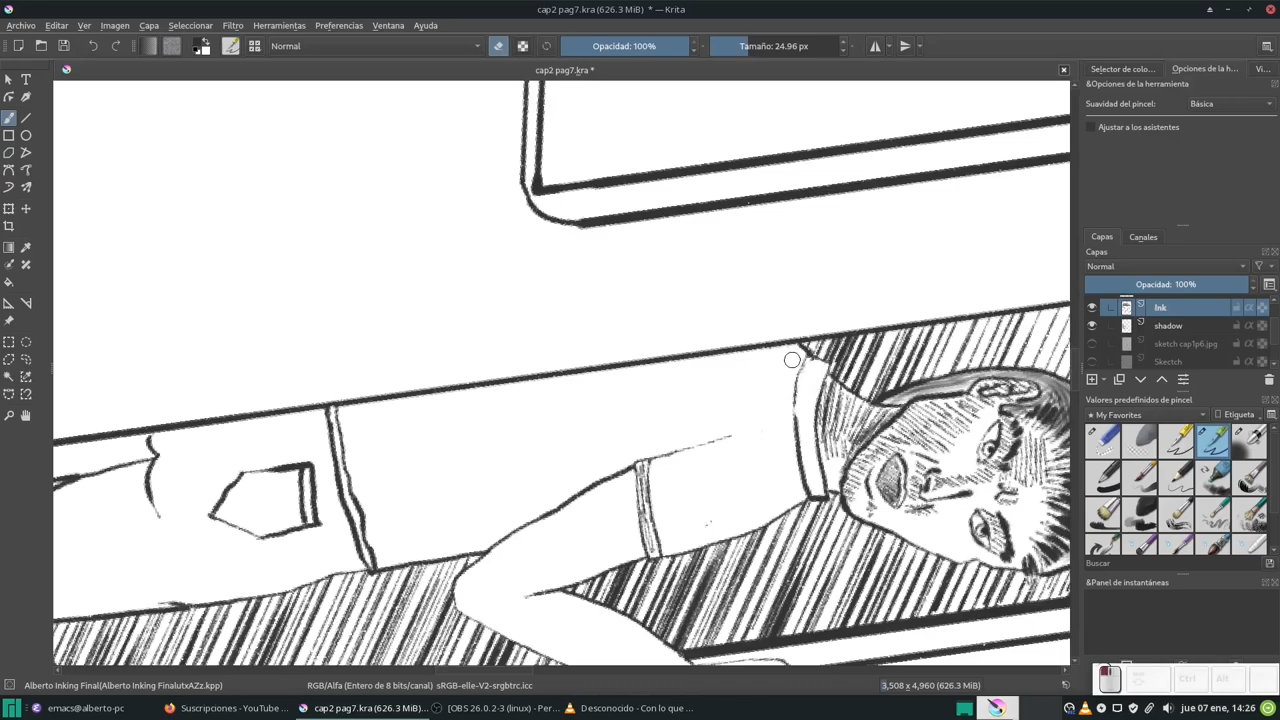 cap2 pag7.kra (626.3 MiB)  * — Krita
Archivo Editar Ver Imagen Capa Seleccionar Filtro Herramientas Preferencias Ventana Ayuda
Normal Opacidad: 100% Tamaño: 24.96 px
cap2 pag7.kra *
Selector de colo... Opciones de la h... Vi...
&Opciones de la herramienta
Suavidad del pincel: Básica
Ajustar a los asistentes
Capas Canales
Capas
Normal
Opacidad: 100%
Ink
shadow
sketch cap1p6.jpg
Skectch
Valores predefinidos de pincel
My Favorites Etiqueta
Buscar
&Panel de instantáneas
Ctrl Alt
Alberto Inking Final(Alberto Inking FinalutxAZz.kpp) RGB/Alfa (Entero de 8 bits/canal) sRGB-elle-V2-srgbtrc.icc 3,508 x 4,960 (626.3 MiB)
emacs@alberto-pc Suscripciones - YouTube ... cap2 pag7.kra (626.3 MiB)... [OBS 26.0.2-3 (linux) - Per... Desconocido - Con lo que ... jue 07 ene, 14:26